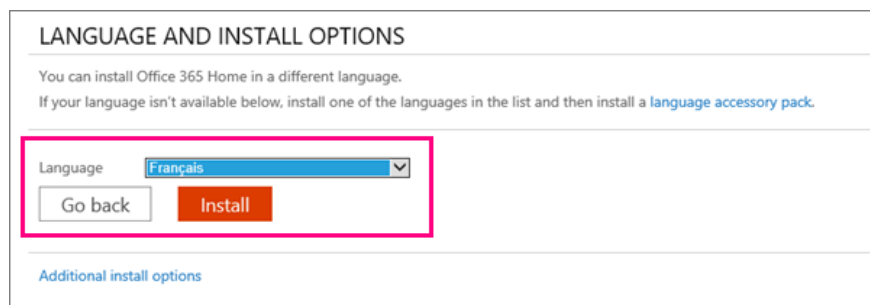 LANGUAGE AND INSTALL OPTIONS
You can install Office 365 Home in a different language.
If your language isn't available below, install one of the languages in the list and then install a language accessory pack.
Language Français
Go back Install
Additional install options